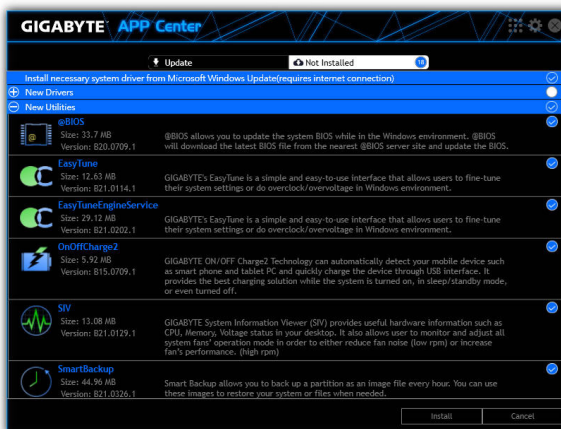 GIGABYTE™ APP Center
Update
Not Installed
18
Install necessary system driver from Microsoft Windows Update(requires internet connection)
New Drivers
New Utilities
@BIOS
Size: 33.7 MB
Version: B20.0709.1
@BIOS allows you to update the system BIOS while in the Windows environment. @BIOS
will download the latest BIOS file from the nearest @BIOS server site and update the BIOS.
EasyTune
Size: 12.63 MB
Version: B21.0114.1
GIGABYTE's EasyTune is a simple and easy-to-use interface that allows users to fine-tune
their system settings or do overclock/overvoltage in Windows environment.
EasyTuneEngineService
Size: 29.12 MB
Version: B21.0202.1
GIGABYTE's EasyTune is a simple and easy-to-use interface that allows users to fine-tune
their system settings or do overclock/overvoltage in Windows environment.
OnOffCharge2
Size: 5.92 MB
Version: B15.0709.1
GIGABYTE ON/OFF Charge2 Technology can automatically detect your mobile device such
as smart phone and tablet PC and quickly charge the device through USB interface. It
provides the best charging solution while the system is turned on, in sleep/standby mode,
or even turned off.
SIV
Size: 13.08 MB
Version: B21.0129.1
GIGABYTE System Information Viewer (SIV) provides useful hardware information such as
CPU, Memory, Voltage status in your desktop. It also allows user to monitor and adjust all
system fans' operation mode in order to either reduce fan noise (low rpm) or increase
fan's performance. (high rpm)
SmartBackup
Size: 44.96 MB
Version: B21.0326.1
Smart Backup allows you to back up a partition as an image file every hour. You can use
these images to restore your system or files when needed.
Install
Cancel